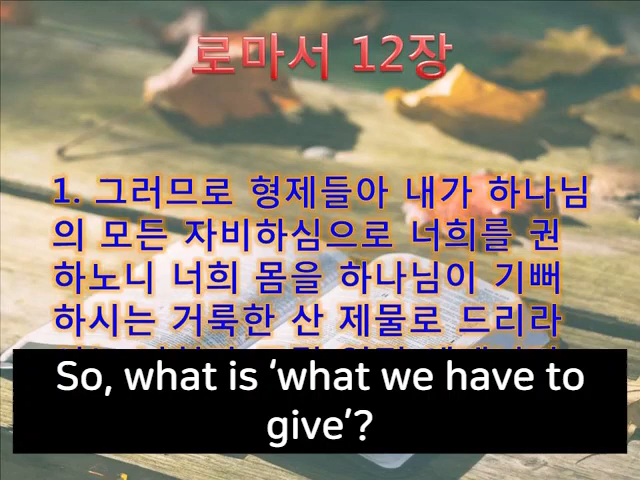 로마서 12장
1. 그러므로 형제들아 내가 하나님
의 모든 자비하심으로 너희를 권
하노니 너희 몸을 하나님이 기뻐
하시는 거룩한 산 제물로 드리라
So, what is ‘what we have to
give’?